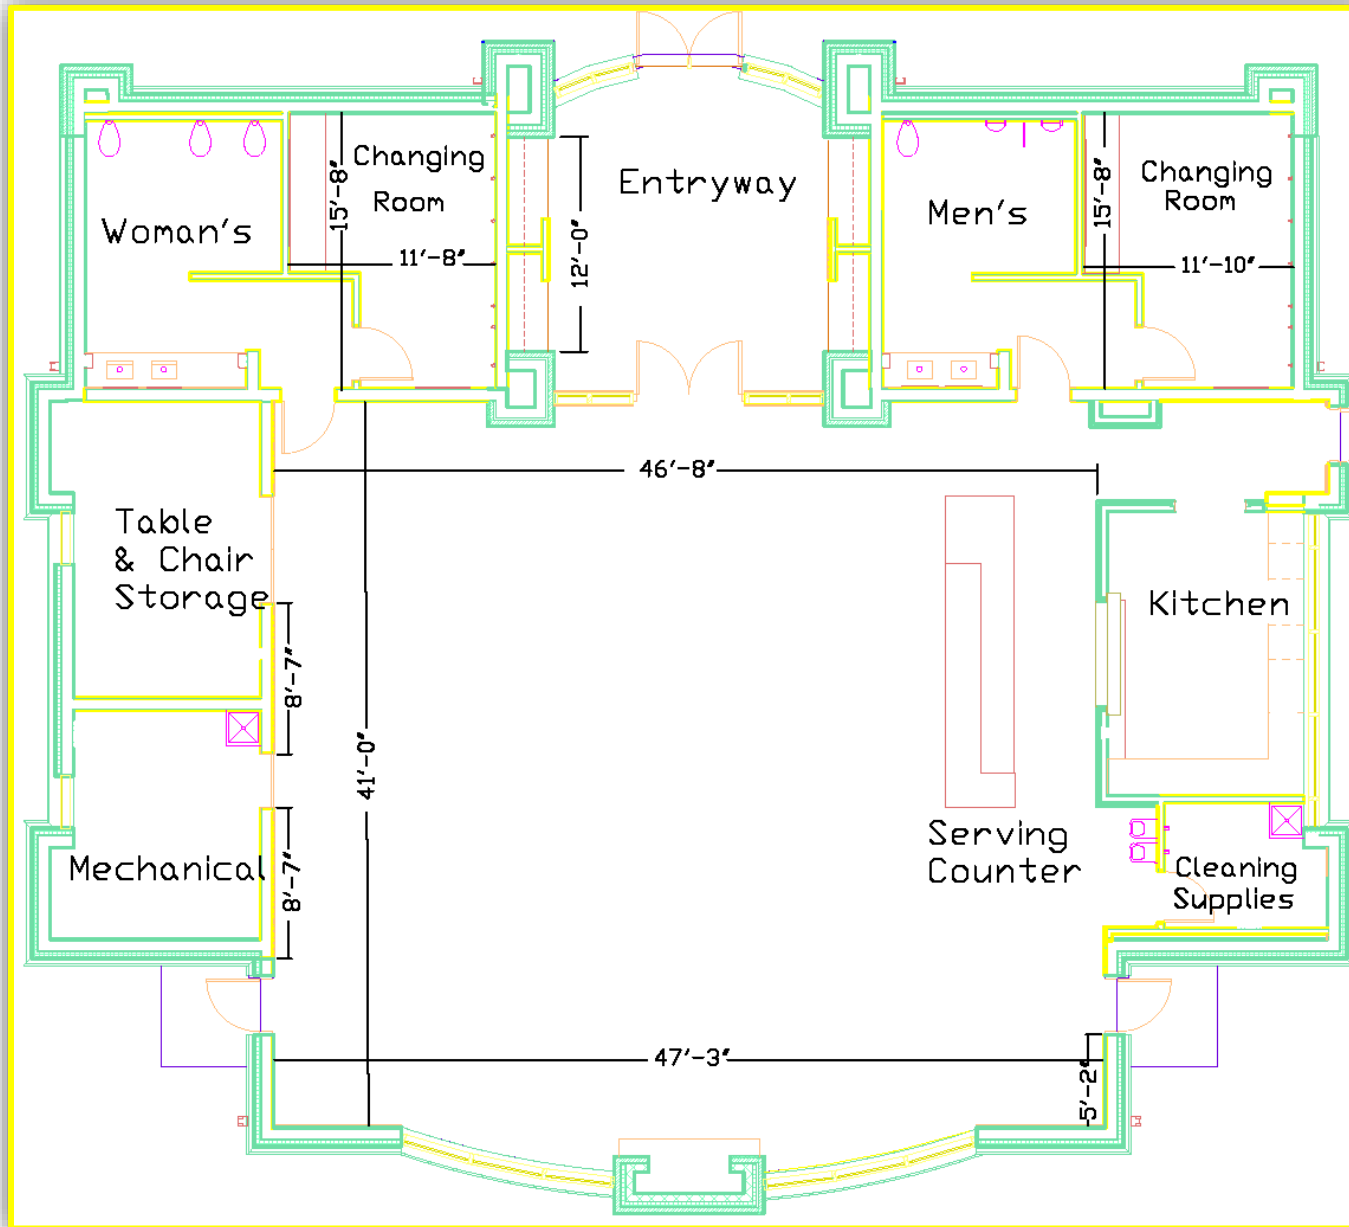 Changing
Room
15'-8"
11'-8"
Woman's
Entryway
12'-0"
Men's
15'-8"
Changing
Room
11'-10"
46'-8"
Table
& Chair
Storage
8'-7"
41'-0"
Kitchen
Mechanical
8'-7"
Serving
Counter
Cleaning
Supplies
47'-3"
5'-2"